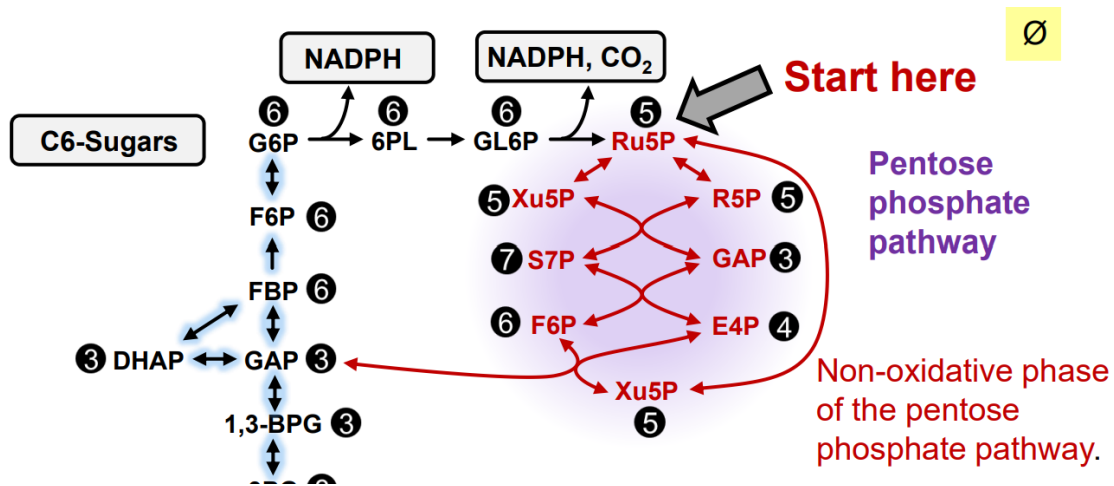 Ø
NADPH
NADPH, CO₂
Start here
6
6
6
5
C6-Sugars
G6P
6PL
GL6P
Ru5P
Pentose
phosphate
pathway
5 Xu5P
R5P 5
F6P 6
7 S7P
GAP 3
FBP 6
6 F6P
E4P 4
3 DHAP
GAP 3
Xu5P
5
Non-oxidative phase
of the pentose
phosphate pathway.
1,3-BPG 3